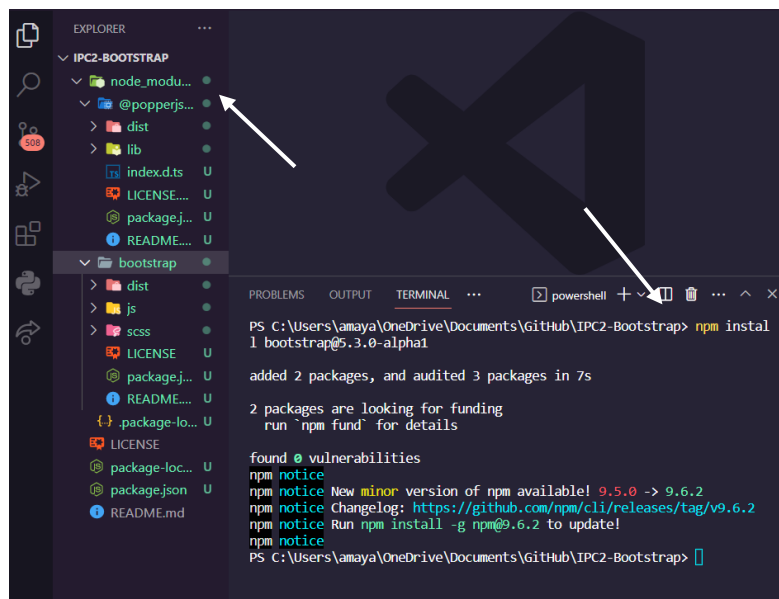 EXPLORER ...
IPC2-BOOTSTRAP
node_modu...
@popperjs...
dist
lib
TS index.d.ts U
LICENSE.... U
package.j... U
README.... U
bootstrap
dist
js
scss
LICENSE U
package.j... U
README.... U
{..} .package-lo... U
LICENSE
package-loc... U
package.json U
README.md
508
PROBLEMS OUTPUT TERMINAL ... powershell
PS C:\Users\amaya\OneDrive\Documents\GitHub\IPC2-Bootstrap> npm instal
l bootstrap@5.3.0-alpha1
added 2 packages, and audited 3 packages in 7s
2 packages are looking for funding
run `npm fund` for details
found 0 vulnerabilities
npm notice
npm notice New minor version of npm available! 9.5.0 -> 9.6.2
npm notice Changelog: https://github.com/npm/cli/releases/tag/v9.6.2
npm notice Run npm install -g npm@9.6.2 to update!
npm notice
PS C:\Users\amaya\OneDrive\Documents\GitHub\IPC2-Bootstrap>